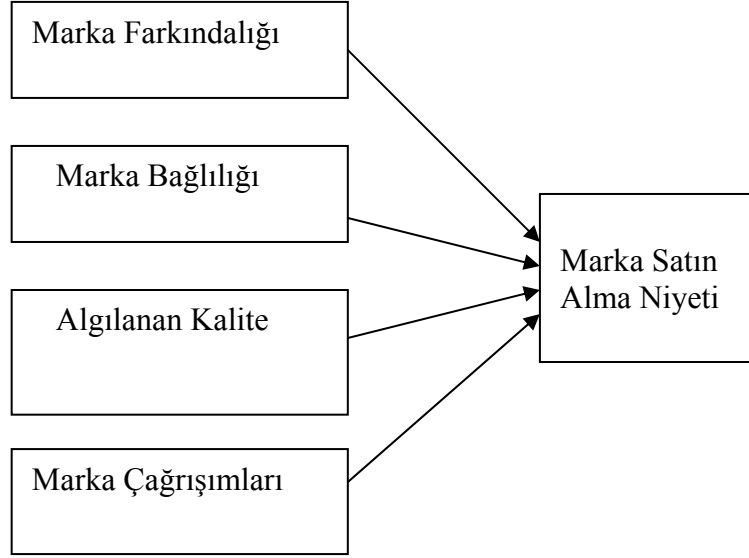 Marka Farkındalığı
Marka Bağlılığı
Algılanan Kalite
Marka Çağrışımları
Marka Satın
Alma Niyeti